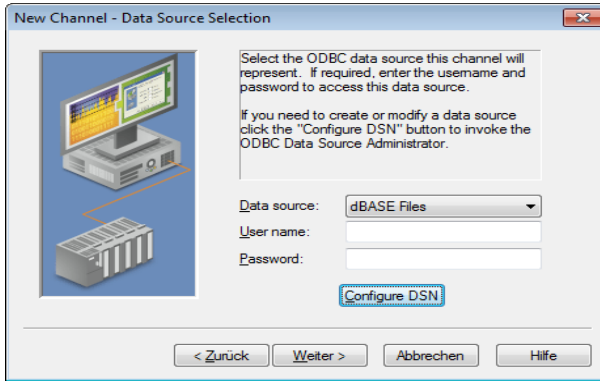 New Channel - Data Source Selection
Select the ODBC data source this channel will
represent. If required, enter the username and
password to access this data source.
If you need to create or modify a data source
click the "Configure DSN" button to invoke the
ODBC Data Source Administrator.
Data source: dBASE Files
User name:
Password:
Configure DSN
< Zurück Weiter > Abbrechen Hilfe